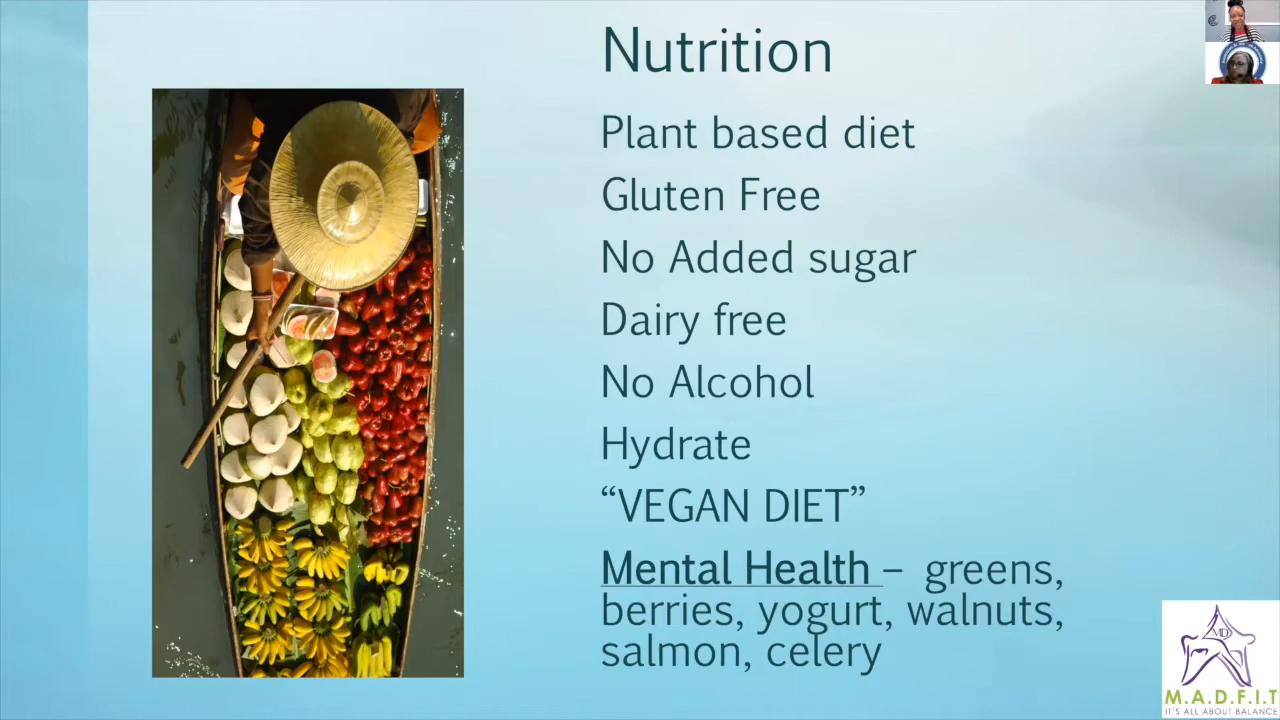 Nutrition
Plant based diet
Gluten Free
No Added sugar
Dairy free
No Alcohol
Hydrate
“VEGAN DIET”
Mental Health – greens,
berries, yogurt, walnuts,
salmon, celery
MD
M.A.D.F.I.T
IT'S ALL ABOUT BALANCE